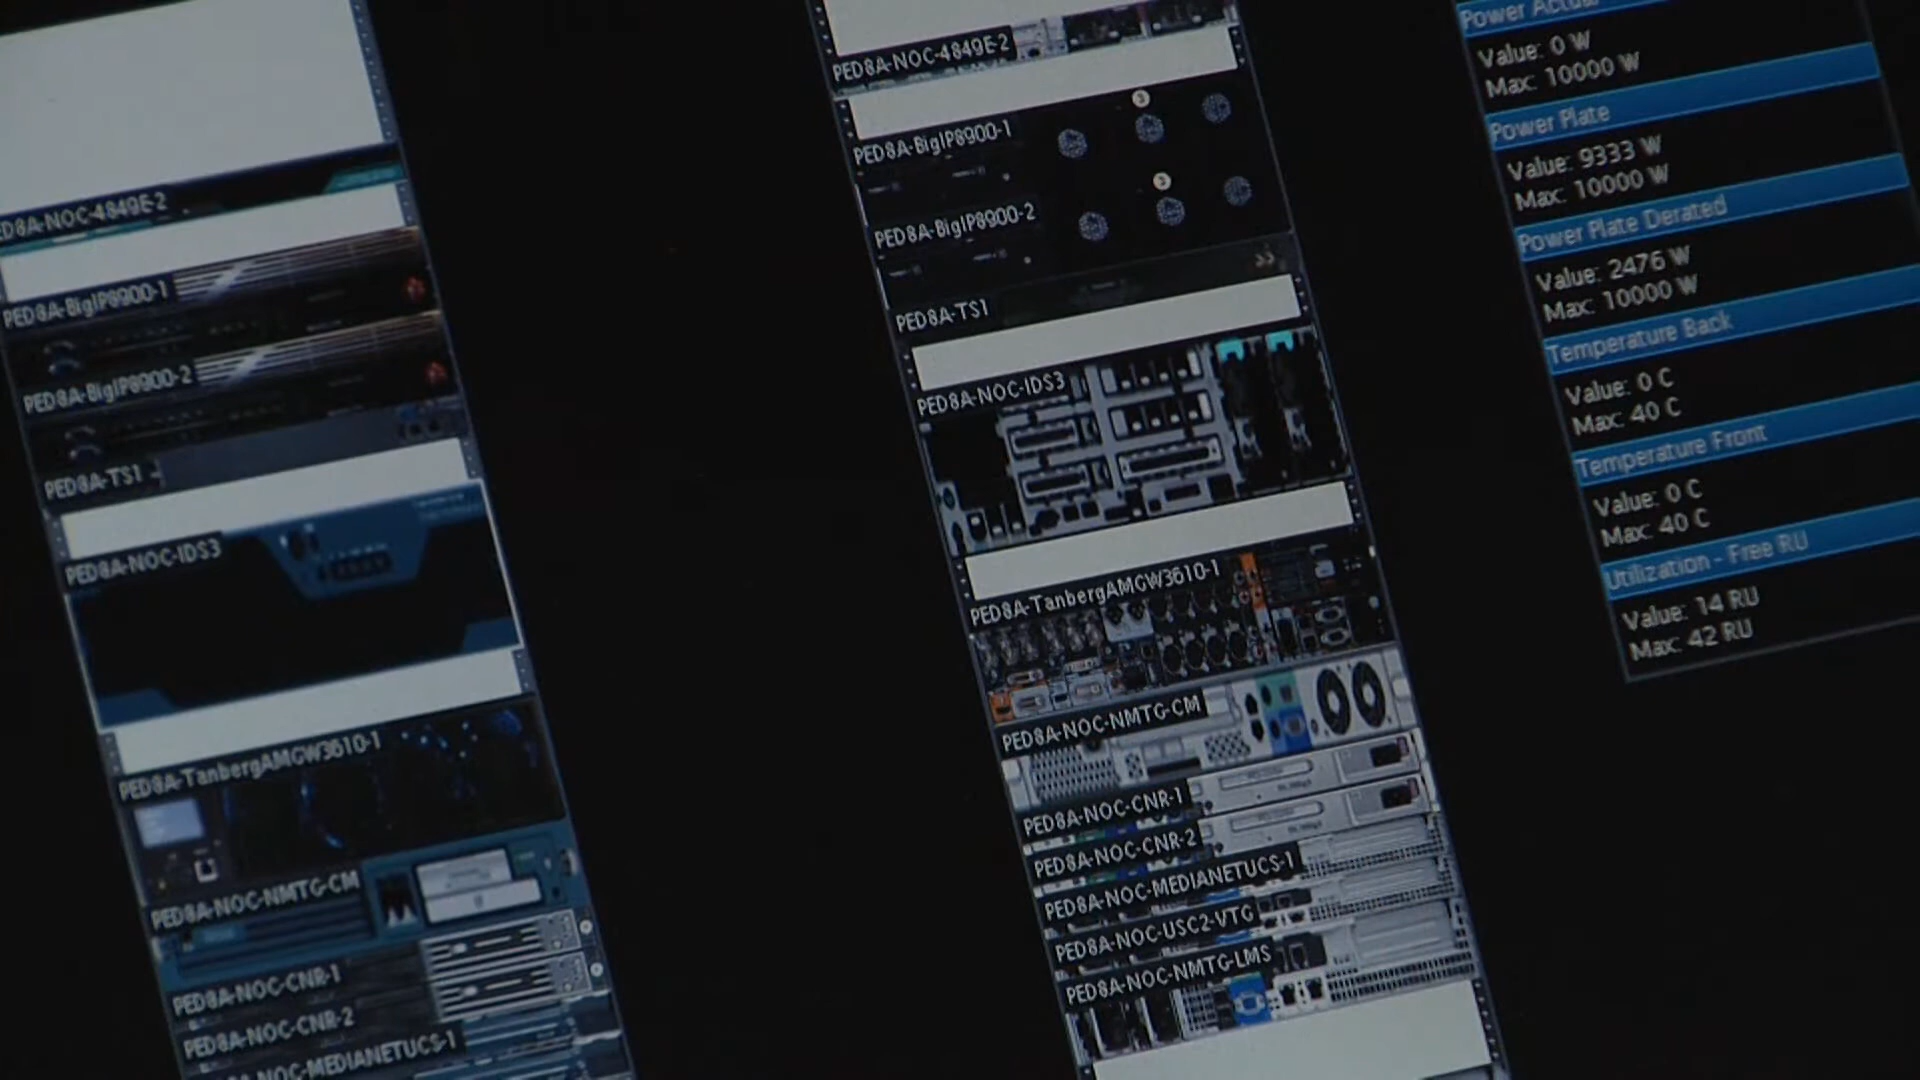 PED8A-NOC-4849E-2
PED8A-BigIP8900-1
PED8A-BigIP8900-2
PED8A-TS1
PED8A-NOC-IDS3
PED8A-TanbergAMGW3610-1
PED8A-NOC-NMTG-CM
PED8A-NOC-CNR-1
PED8A-NOC-CNR-2
PED8A-NOC-MEDIANETUCS-1
PED8A-NOC-4849E-2
PED8A-BigIP8900-1
3
PED8A-BigIP8900-2
3
PED8A-TS1
PED8A-NOC-IDS3
PED8A-TanbergAMGW3610-1
PED8A-NOC-NMTG-CM
PED8A-NOC-CNR-1
PED8A-NOC-CNR-2
PED8A-NOC-MEDIANETUCS-1
PED8A-NOC-USC2-VTG
PED8A-NOC-NMTG-LMS
Power Actual
Value: 0 W
Max: 10000 W
Power Plate
Value: 9333 W
Max: 10000 W
Power Plate Derated
Value: 2476 W
Max: 10000 W
Temperature Back
Value: 0 C
Max: 40 C
Temperature Front
Value: 0 C
Max: 40 C
Utilization - Free RU
Value: 14 RU
Max: 42 RU